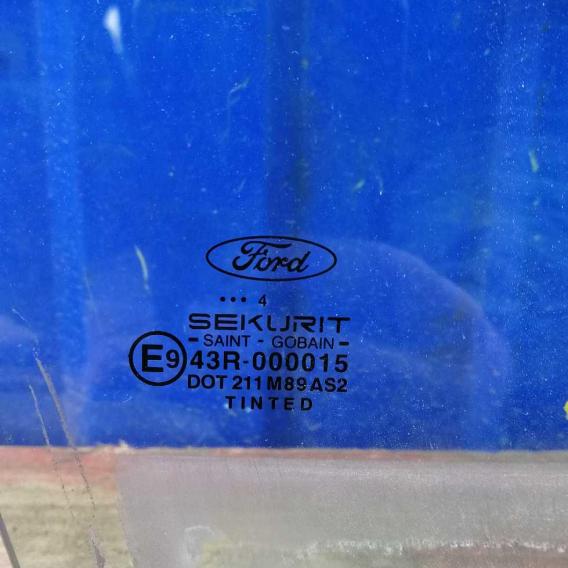 Ford
••• 4
SEKURIT
- SAINT - GOBAIN -
E9 43R-000015
DOT 211 M89 AS2
TINTED